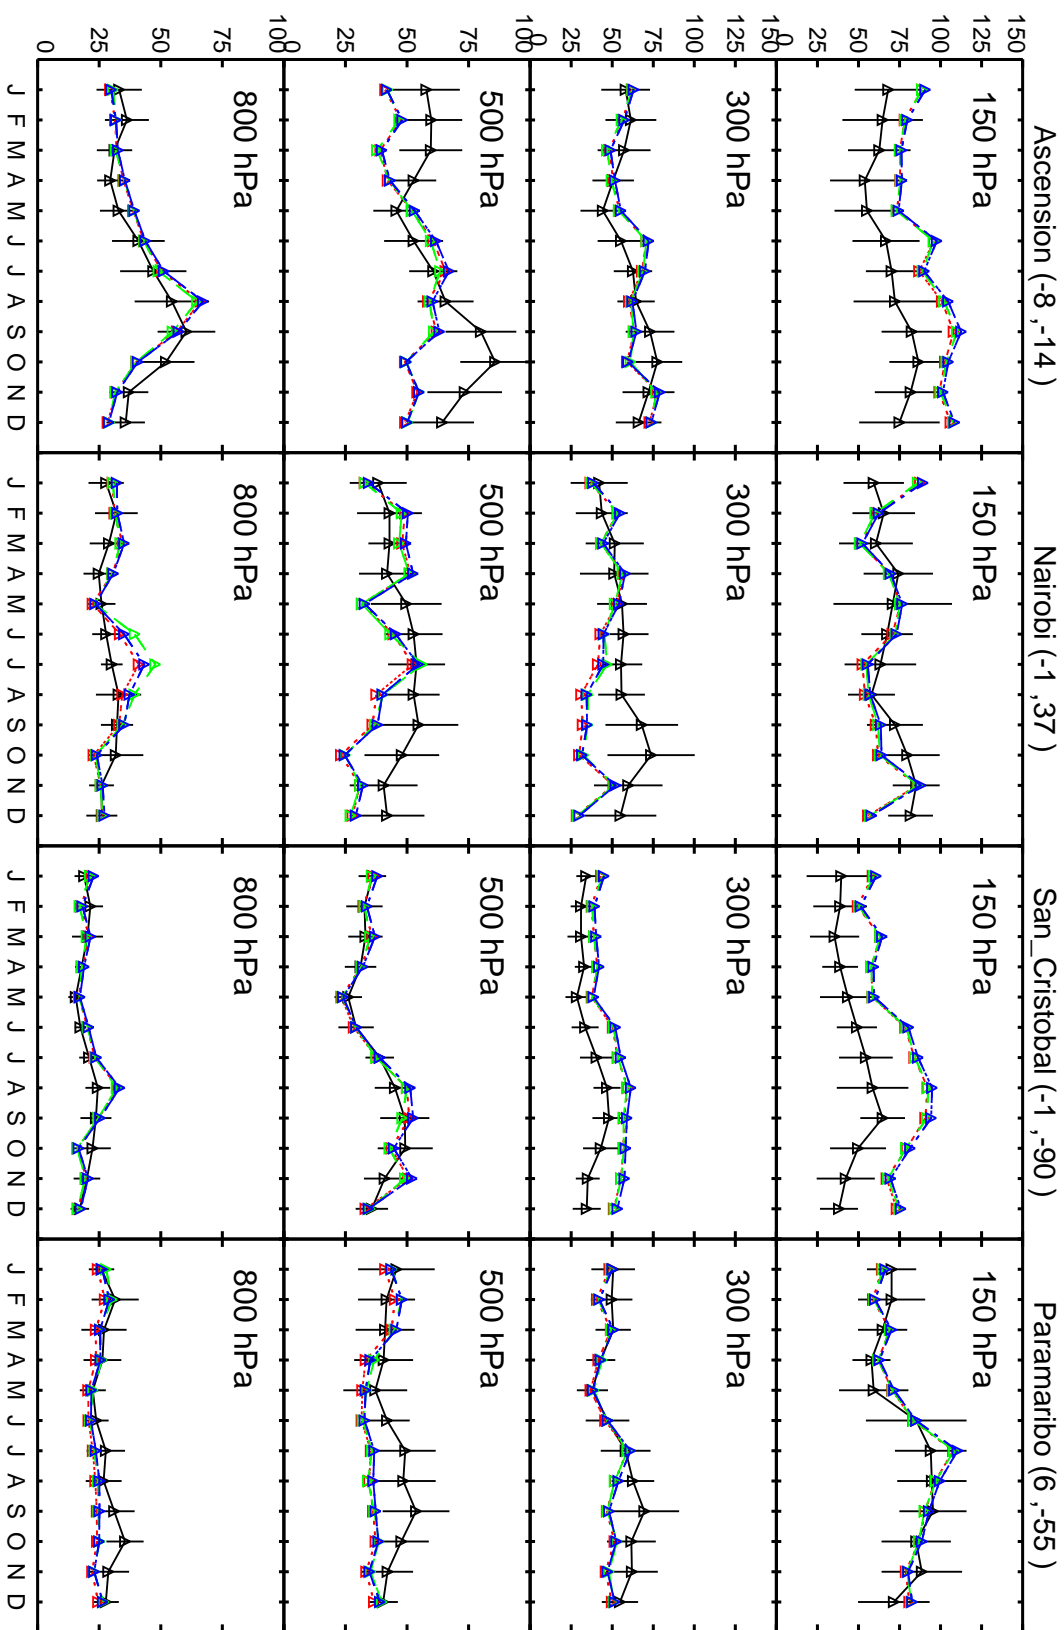 Ascension (-8 ,-14 )
Nairobi (-1 ,37 )
San_Cristobal (-1 ,-90 )
Paramaribo (6 ,-55 )
150
125
100
75
50
25
0
150 hPa
150 hPa
150 hPa
150 hPa
150
125
100
75
50
25
0
300 hPa
300 hPa
300 hPa
300 hPa
100
75
50
25
0
500 hPa
500 hPa
500 hPa
500 hPa
100
75
50
25
0
800 hPa
800 hPa
800 hPa
800 hPa
J F M A M J J A S O N D
J F M A M J J A S O N D
J F M A M J J A S O N D
J F M A M J J A S O N D